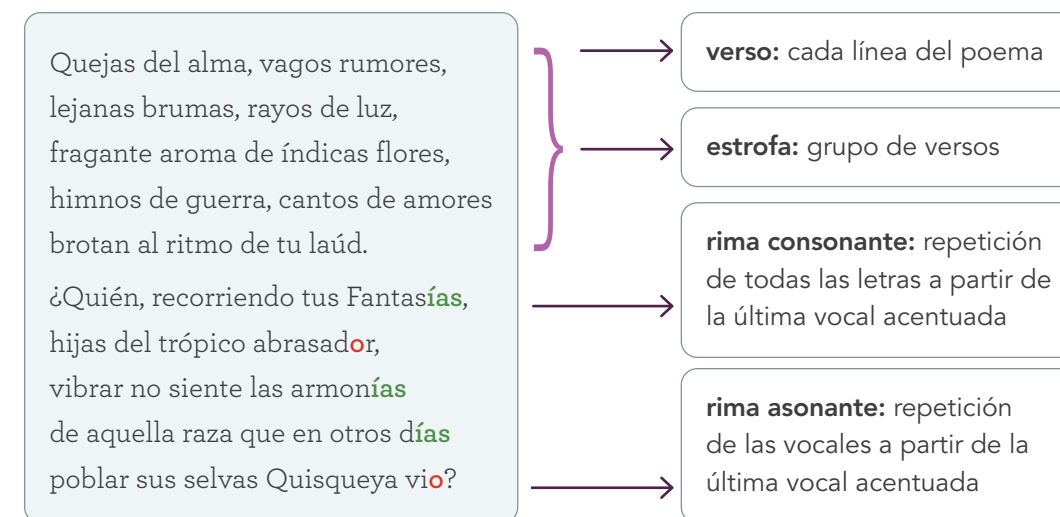 Quejas del alma, vagos rumores,
lejanas brumas, rayos de luz,
fragante aroma de índicas flores,
himnos de guerra, cantos de amores
brotan al ritmo de tu laúd.
¿Quién, recorriendo tus Fantasías,
hijas del trópico abrasador,
vibrar no siente las armonías
de aquella raza que en otros días
poblar sus selvas Quisqueya vio?
verso: cada línea del poema
estrofa: grupo de versos
rima consonante: repetición
de todas las letras a partir de
la última vocal acentuada
rima asonante: repetición
de las vocales a partir de la
última vocal acentuada